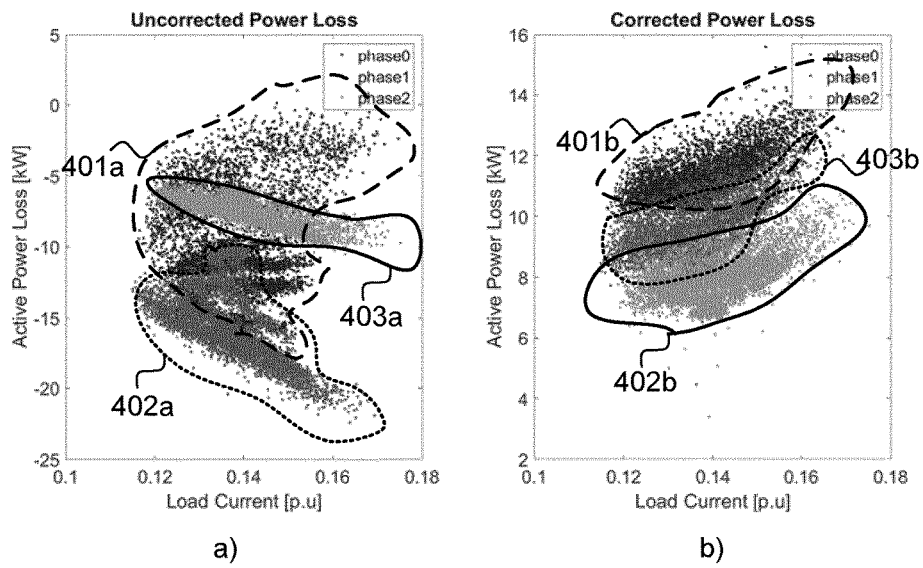 Uncorrected Power Loss
5
0
-5
-10
-15
-20
-25
0.1
0.12
0.14
0.16
0.18
Active Power Loss [kW]
Load Current [p.u]
phase0
phase1
phase2
401a
403a
402a
a)
Corrected Power Loss
16
14
12
10
8
6
4
2
0.1
0.12
0.14
0.16
0.18
Active Power Loss [kW]
Load Current [p.u]
phase0
phase1
phase2
401b
403b
402b
b)